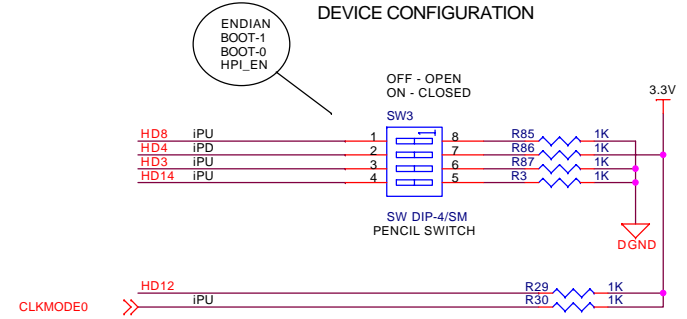 DEVICE CONFIGURATION
ENDIAN
BOOT-1
BOOT-0
HPI_EN
OFF - OPEN
ON - CLOSED
3.3V
SW3
HD8 iPU 1 8 R85 1K
HD4 iPD 2 7 R86 1K
HD3 iPU 3 6 R87 1K
HD14 iPU 4 5 R3 1K
SW DIP-4/SM
PENCIL SWITCH
DGND
HD12 R29 1K
CLKMODE0 iPU R30 1K